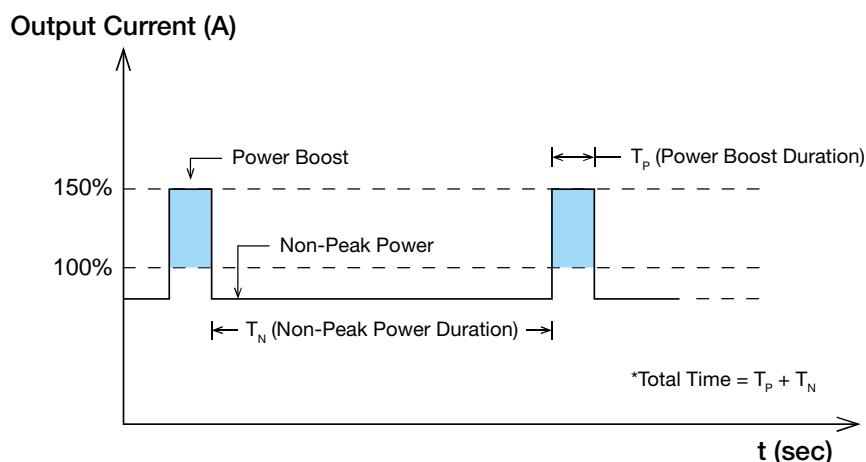 Output Current (A)
Power Boost
T_P (Power Boost Duration)
150%
Non-Peak Power
100%
T_N (Non-Peak Power Duration)
*Total Time = T_P + T_N
t (sec)